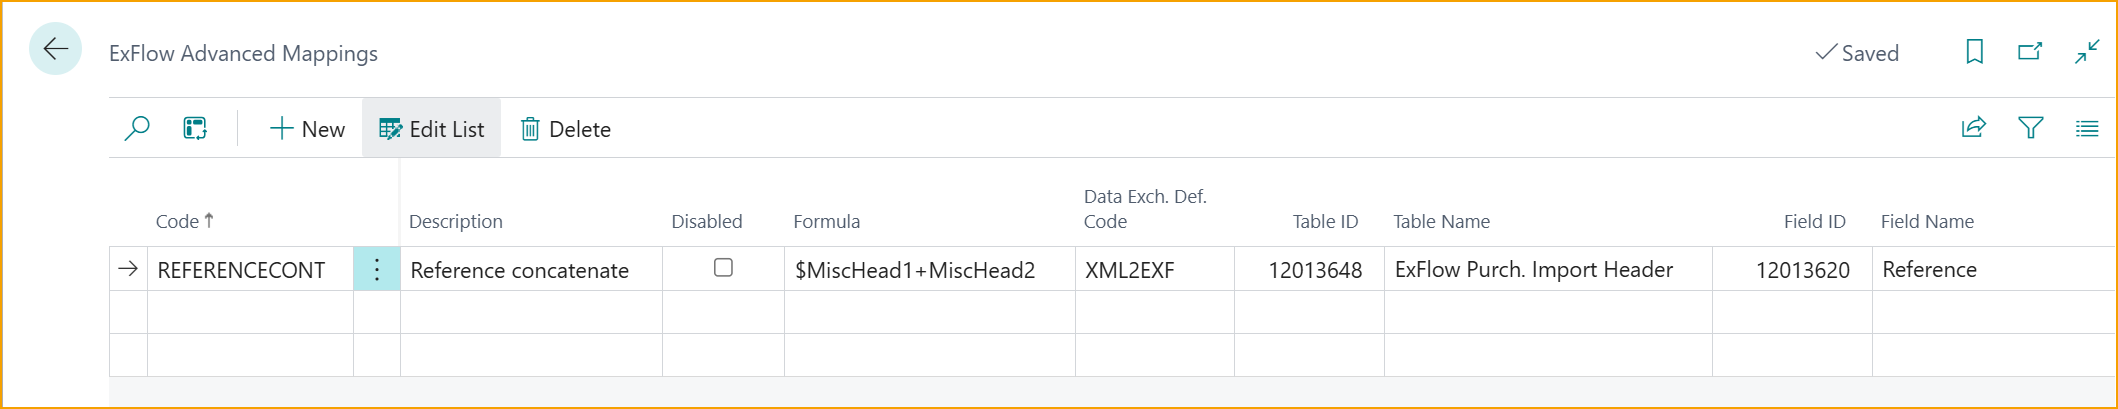 ExFlow Advanced Mappings
Saved
New Edit List Delete
Code Description Disabled Formula Data Exch. Def. Code Table ID Table Name Field ID Field Name
REFERENCECONT Reference concatenate $MiscHead1+MiscHead2 XML2EXF 12013648 ExFlow Purch. Import Header 12013620 Reference